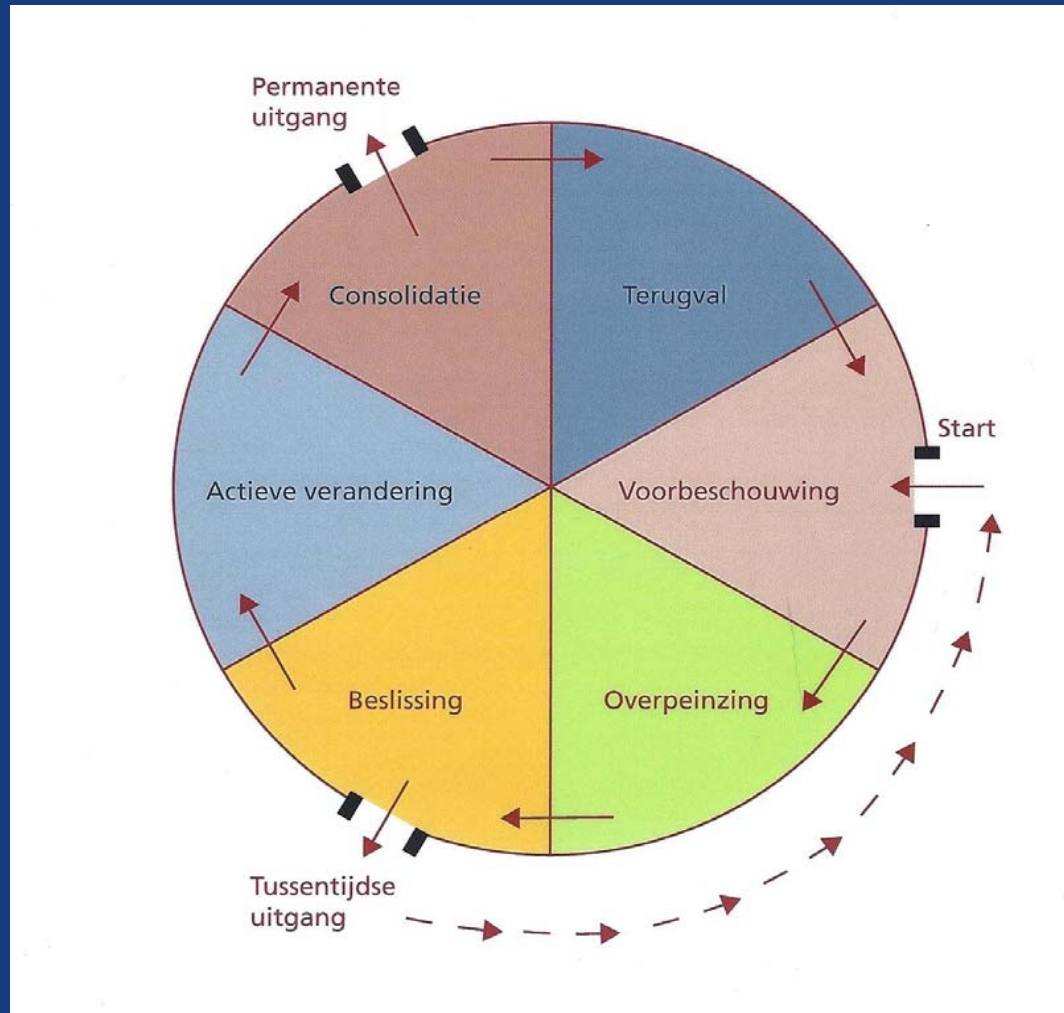 Permanente
uitgang
Consolidatie
Terugval
Start
Actieve verandering
Voorbeschouwing
Beslissing
Overpeinzing
Tussentijdse
uitgang